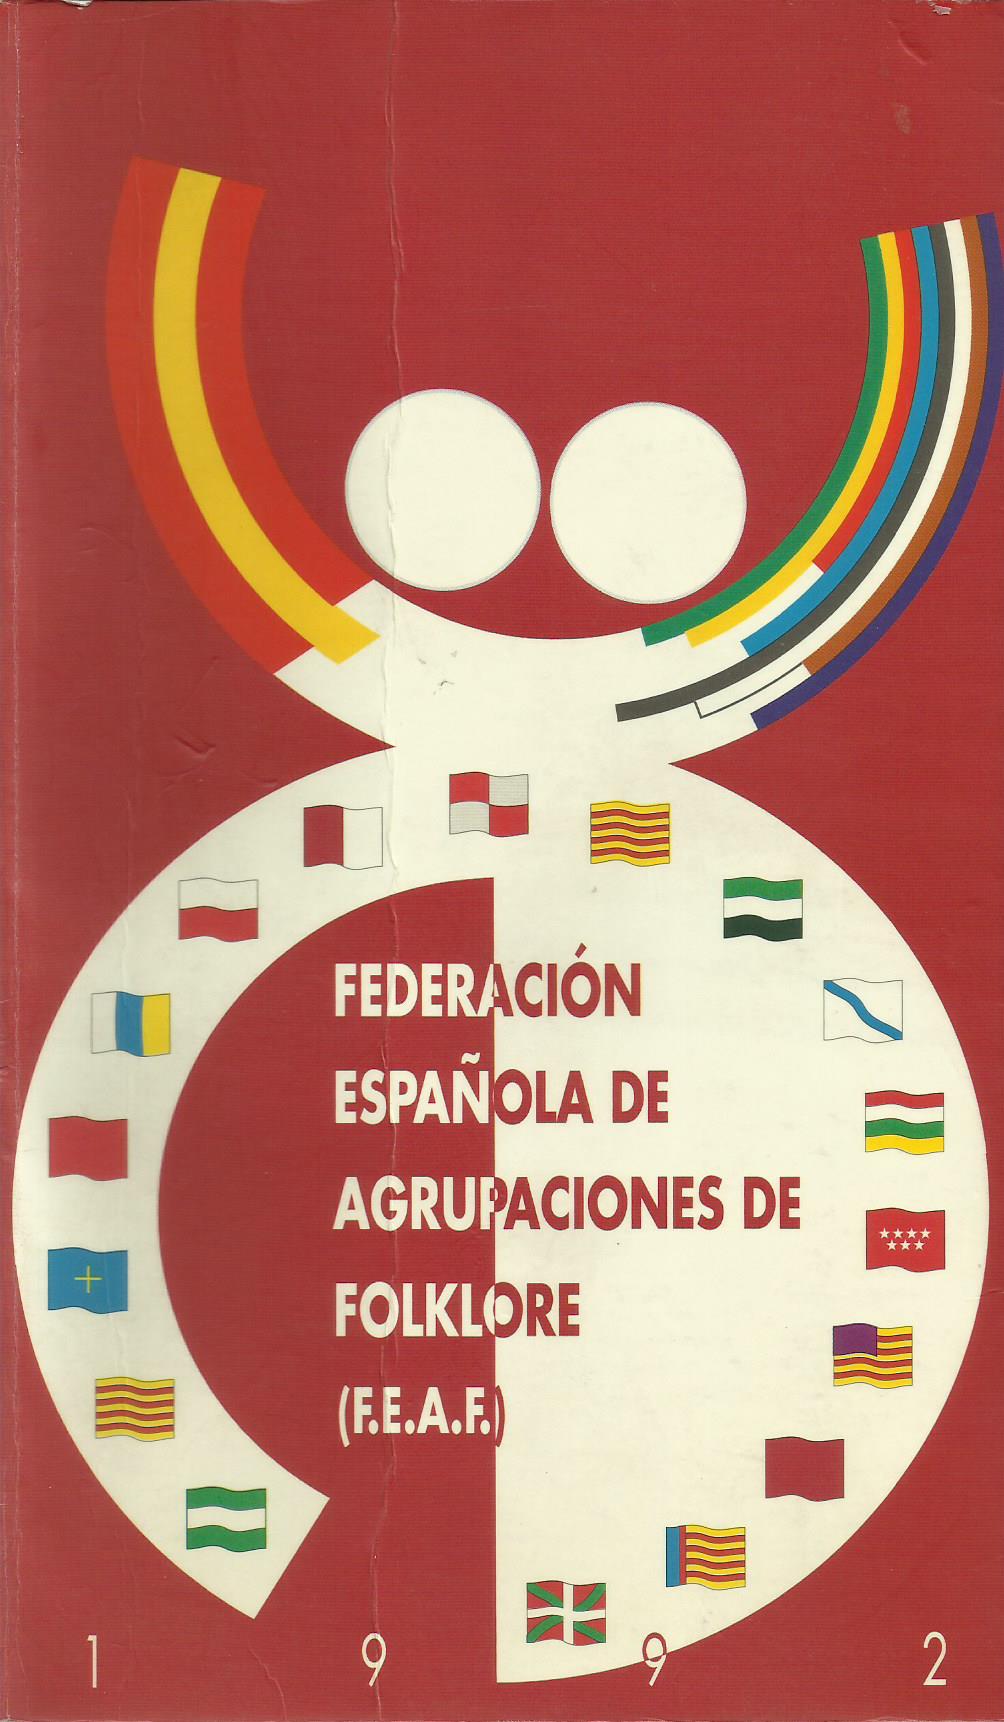 FEDERACIÓN
ESPAÑOLA DE
AGRUPACIONES DE
FOLKLORE
(F.E.A.F.)
1 9 9 2